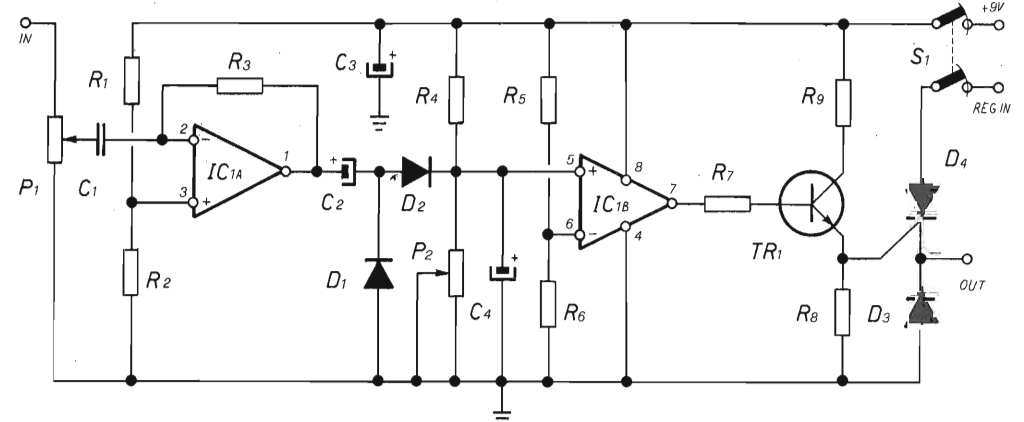 IN
+9V
R1
R3
C3
+
R4
R5
R9
S1
REG IN
P1
C1
2
−
3
+
IC1A
1
+
C2
D2
5
+
6
−
IC1B
8
7
4
R7
D4
TR1
R2
D1
P2
+
C4
R6
R8
D3
OUT